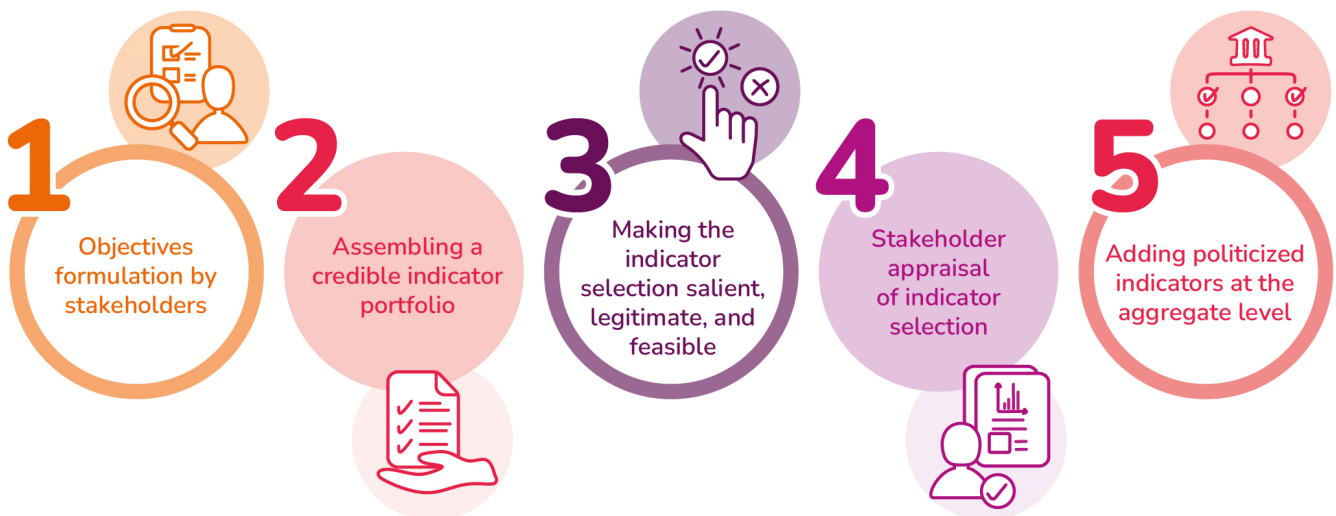 1
Objectives
formulation by
stakeholders
2
Assembling a
credible indicator
portfolio
3
Making the
indicator
selection salient,
legitimate, and
feasible
4
Stakeholder
appraisal
of indicator
selection
5
Adding politicized
indicators at the
aggregate level